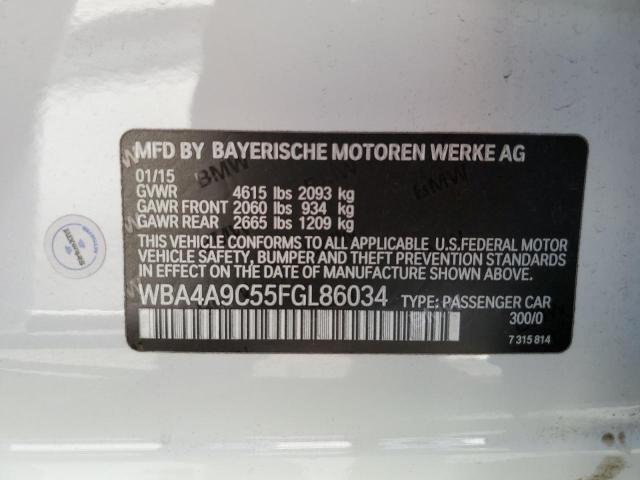 MFD BY BAYERISCHE MOTOREN WERKE AG
01/15
GVWR 4615 lbs 2093 kg
GAWR FRONT 2060 lbs 934 kg
GAWR REAR 2665 lbs 1209 kg
THIS VEHICLE CONFORMS TO ALL APPLICABLE U.S.FEDERAL MOTOR
VEHICLE SAFETY, BUMPER AND THEFT PREVENTION STANDARDS
IN EFFECT ON THE DATE OF MANUFACTURE SHOWN ABOVE.
WBA4A9C55FGL86034 TYPE: PASSENGER CAR
300/0
7 315 814
BMW
BMW